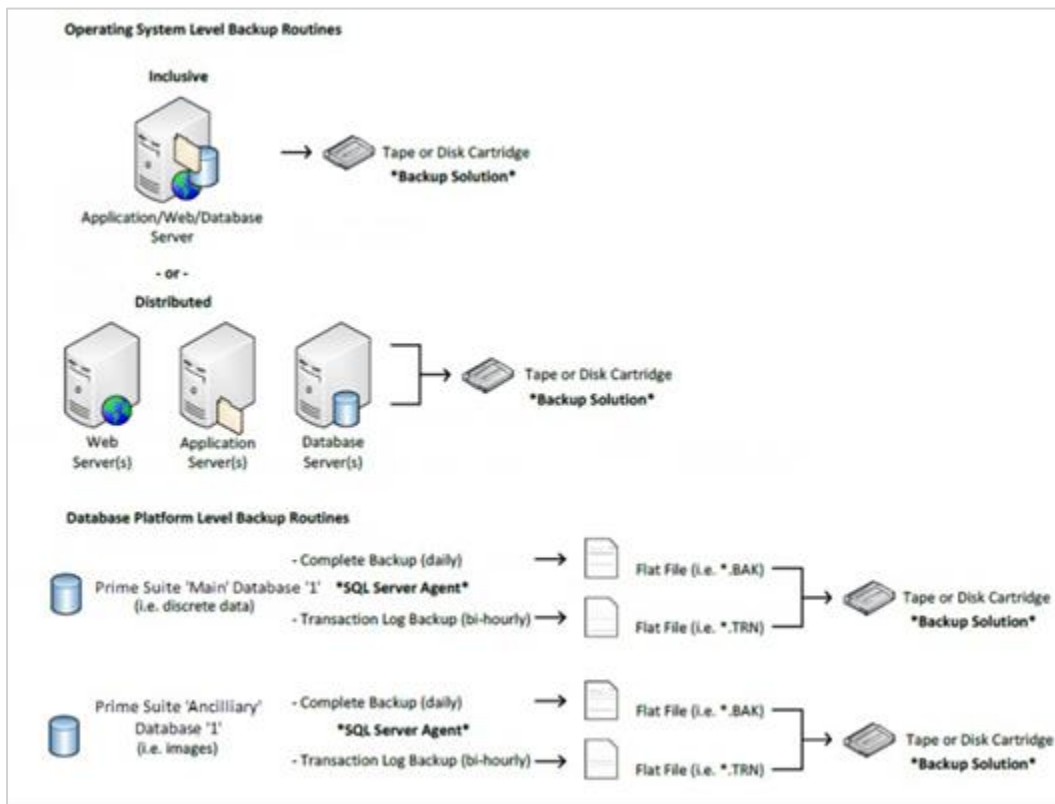 Operating System Level Backup Routines
Inclusive
Tape or Disk Cartridge
*Backup Solution*
Application/Web/Database
Server
- or -
Distributed
Tape or Disk Cartridge
*Backup Solution*
Web
Server(s)
Application
Server(s)
Database
Server(s)
Database Platform Level Backup Routines
Prime Suite 'Main' Database '1'
(i.e. discrete data)
- Complete Backup (daily)
*SQL Server Agent*
- Transaction Log Backup (bi-hourly)
Flat File (i.e. *.BAK)
Flat File (i.e. *.TRN)
Tape or Disk Cartridge
*Backup Solution*
Prime Suite 'Ancilliary'
Database '1'
(i.e. images)
- Complete Backup (daily)
*SQL Server Agent*
- Transaction Log Backup (bi-hourly)
Flat File (i.e. *.BAK)
Flat File (i.e. *.TRN)
Tape or Disk Cartridge
*Backup Solution*